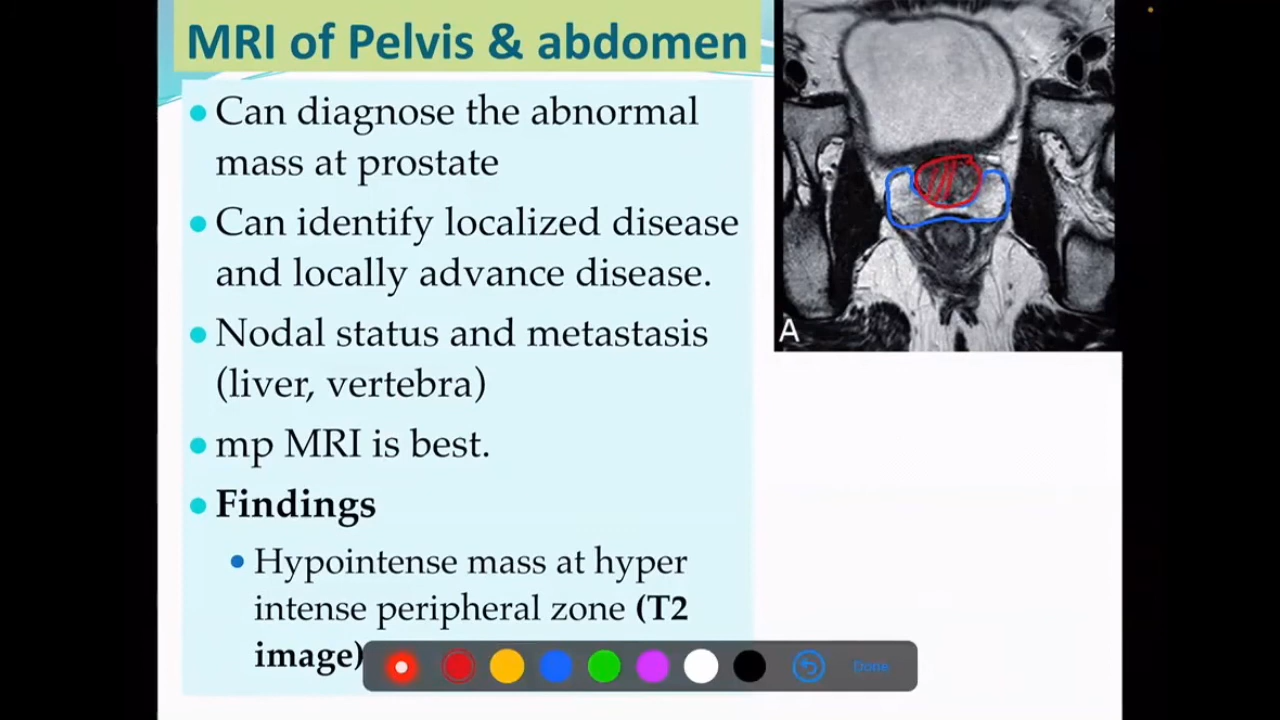 MRI of Pelvis & abdomen
Can diagnose the abnormal
mass at prostate
Can identify localized disease
and locally advance disease.
Nodal status and metastasis
(liver, vertebra)
mp MRI is best.
Findings
Hypointense mass at hyper
intense peripheral zone (T2
image)
A
Done